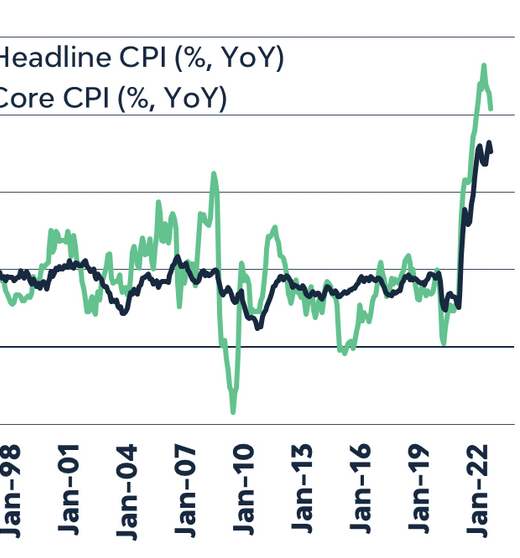 Headline CPI (%, YoY)
Core CPI (%, YoY)
Jan-98
Jan-01
Jan-04
Jan-07
Jan-10
Jan-13
Jan-16
Jan-19
Jan-22